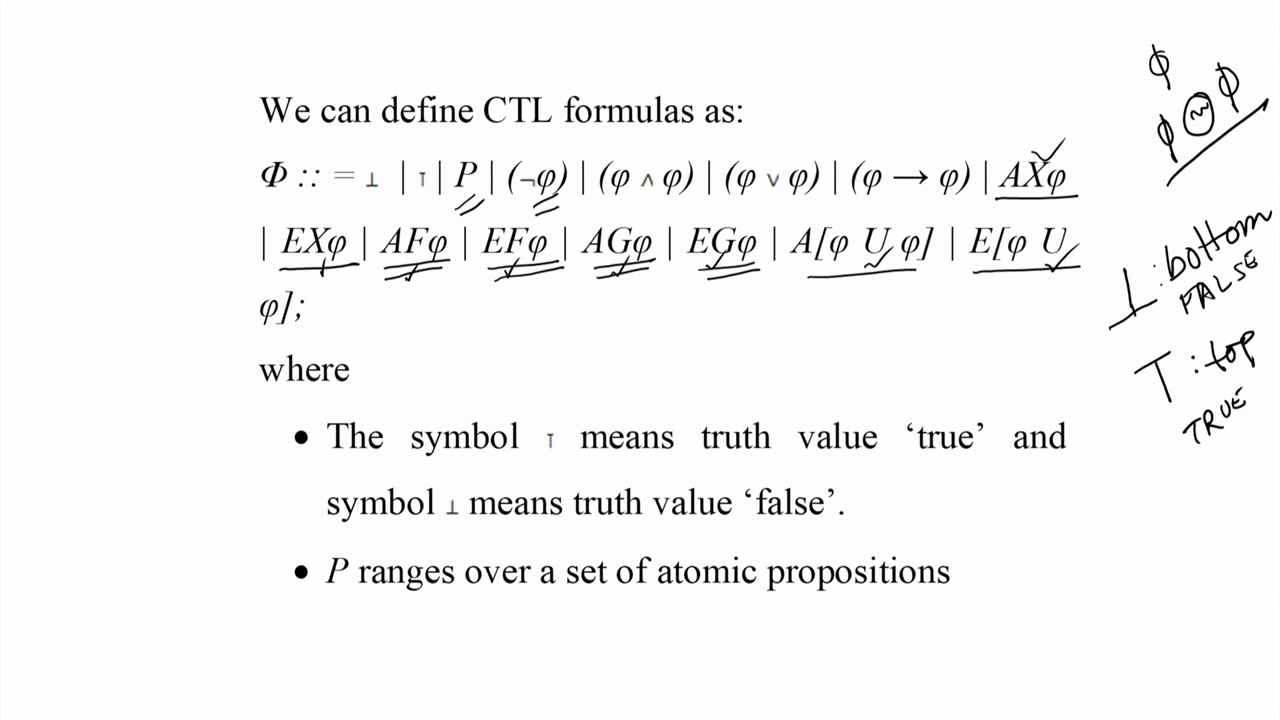 We can define CTL formulas as:
Φ :: = ⊥ | ⊤ | P | (¬φ) | (φ ∧ φ) | (φ ∨ φ) | (φ → φ) | AXφ
| EXφ | AFφ | EFφ | AGφ | EGφ | A[φ U φ] | E[φ U
φ];
where
• The symbol ⊤ means truth value ‘true’ and
symbol ⊥ means truth value ‘false’.
• P ranges over a set of atomic propositions
ϕ
ϕ ~ ϕ
⊥ : bottom
FALSE
T : top
TRUE